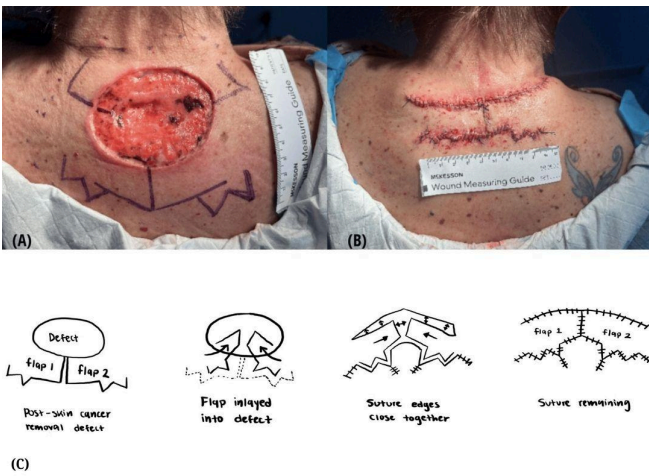 Wound Measuring Guide
(A)
McKESSON
Wound Measuring Guide
(B)
Defect
flap 1
flap 2
Post-skin cancer
removal defect
Flap inlayed
into defect
Suture edges
close together
flap 1
flap 2
Suture remaining
(C)